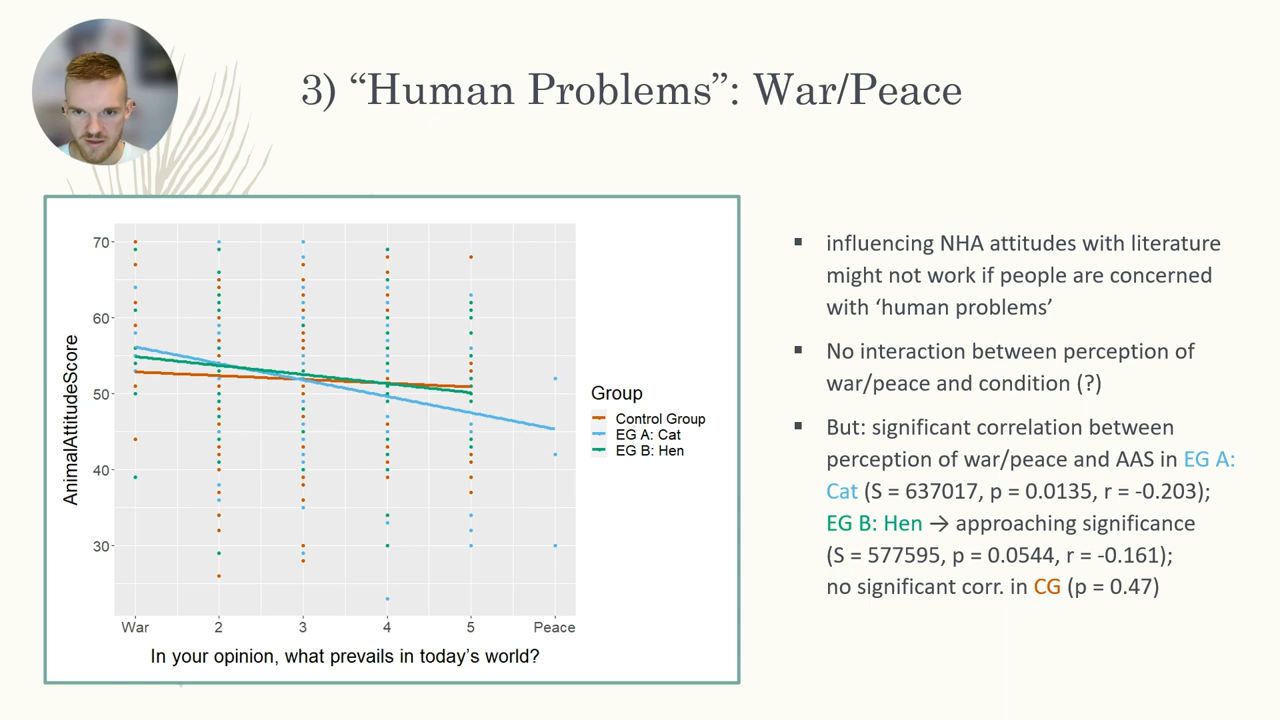 3) “Human Problems”: War/Peace
70
60
50
40
30
AnimalAttitudeScore
War 2 3 4 5 Peace
In your opinion, what prevails in today’s world?
Group
Control Group
EG A: Cat
EG B: Hen
▪ influencing NHA attitudes with literature
might not work if people are concerned
with ‘human problems’
▪ No interaction between perception of
war/peace and condition (?)
▪ But: significant correlation between
perception of war/peace and AAS in EG A:
Cat (S = 637017, p = 0.0135, r = -0.203);
EG B: Hen → approaching significance
(S = 577595, p = 0.0544, r = -0.161);
no significant corr. in CG (p = 0.47)